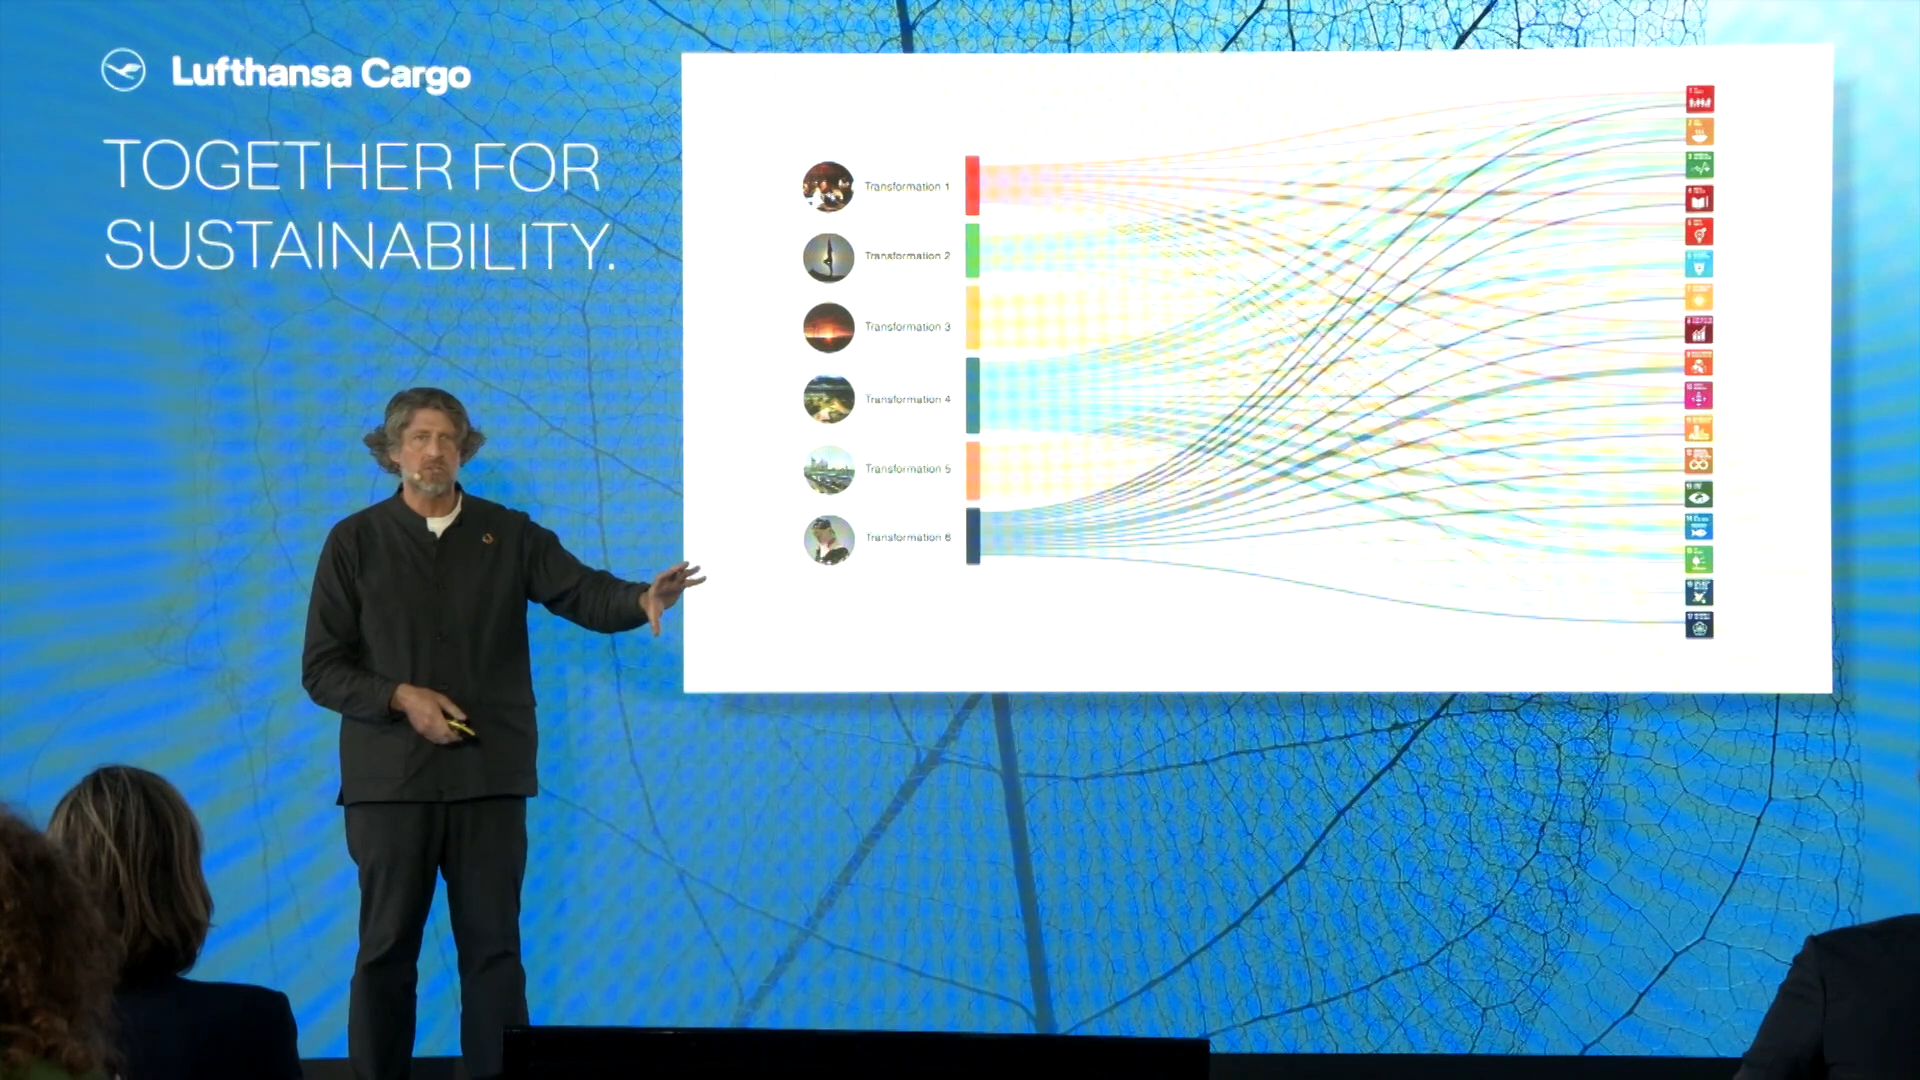 Lufthansa Cargo
TOGETHER FOR
SUSTAINABILITY.
Transformation 1
Transformation 2
Transformation 3
Transformation 4
Transformation 5
Transformation 6